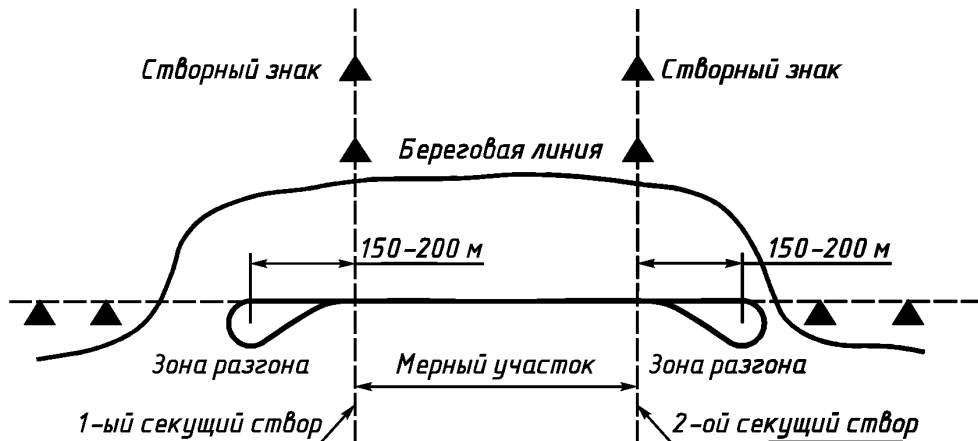 Створный знак
Створный знак
Береговая линия
150-200 м
150-200 м
Зона разгона
Мерный участок
Зона разгона
1-ый секущий створ
2-ой секущий створ